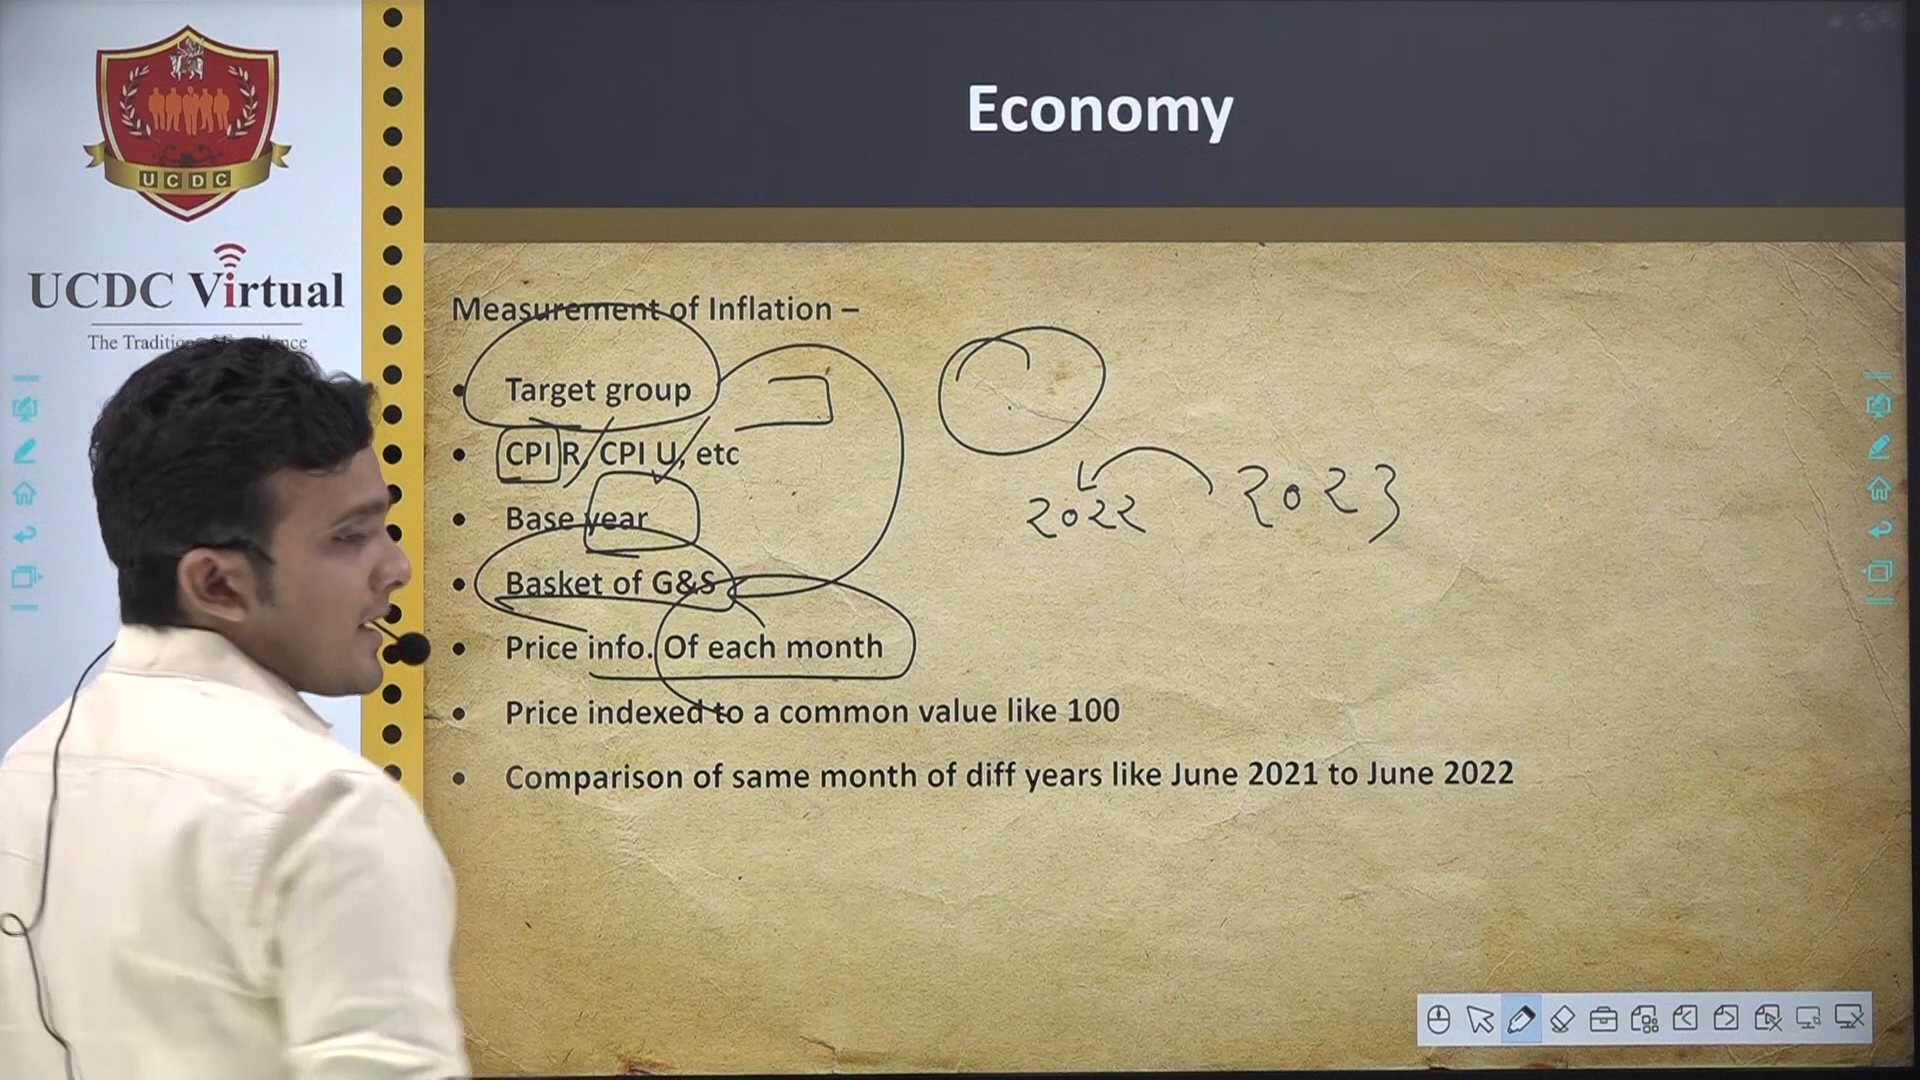 Economy
UCDC
UCDC Virtual
The Tradition
Measurement of Inflation –
• Target group
• CPI R/ CPI U, etc
• Base year
• Basket of G&S
• Price info. Of each month
• Price indexed to a common value like 100
• Comparison of same month of diff years like June 2021 to June 2022
2022 2023